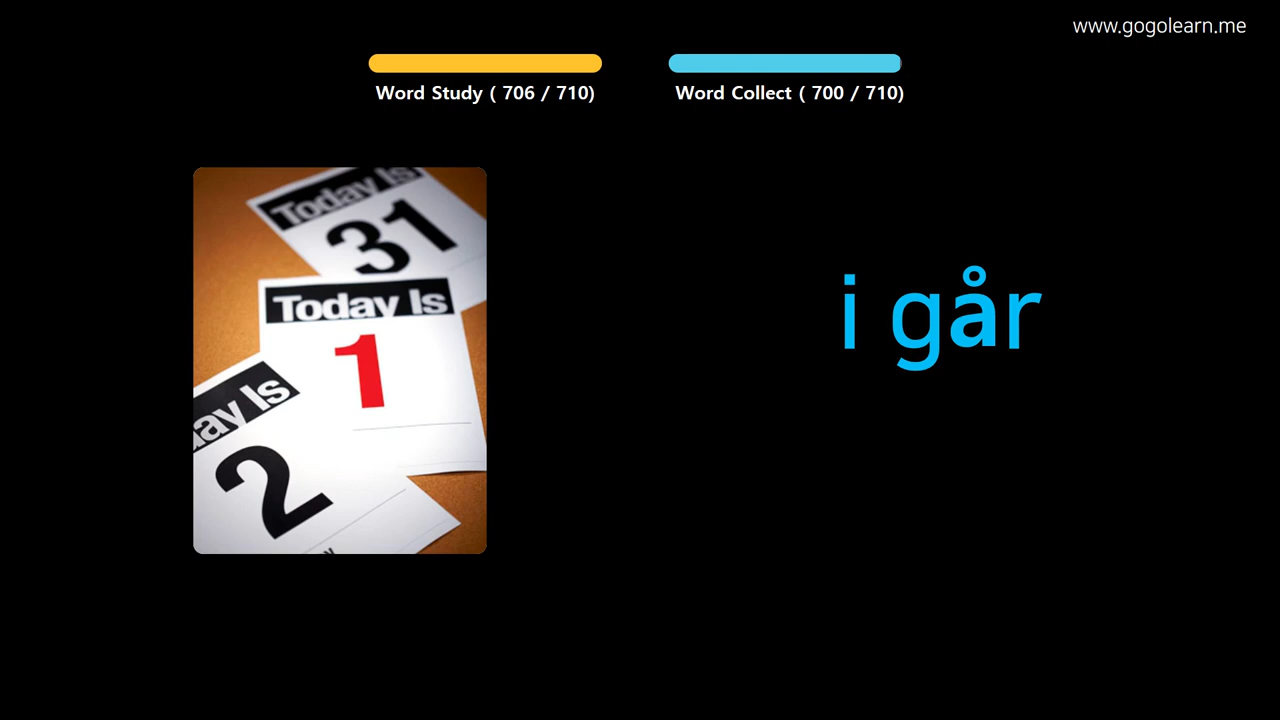 www.gogolearn.me
Word Study ( 706 / 710)
Word Collect ( 700 / 710)
Today Is
31
Today Is
1
ay Is
2
i går